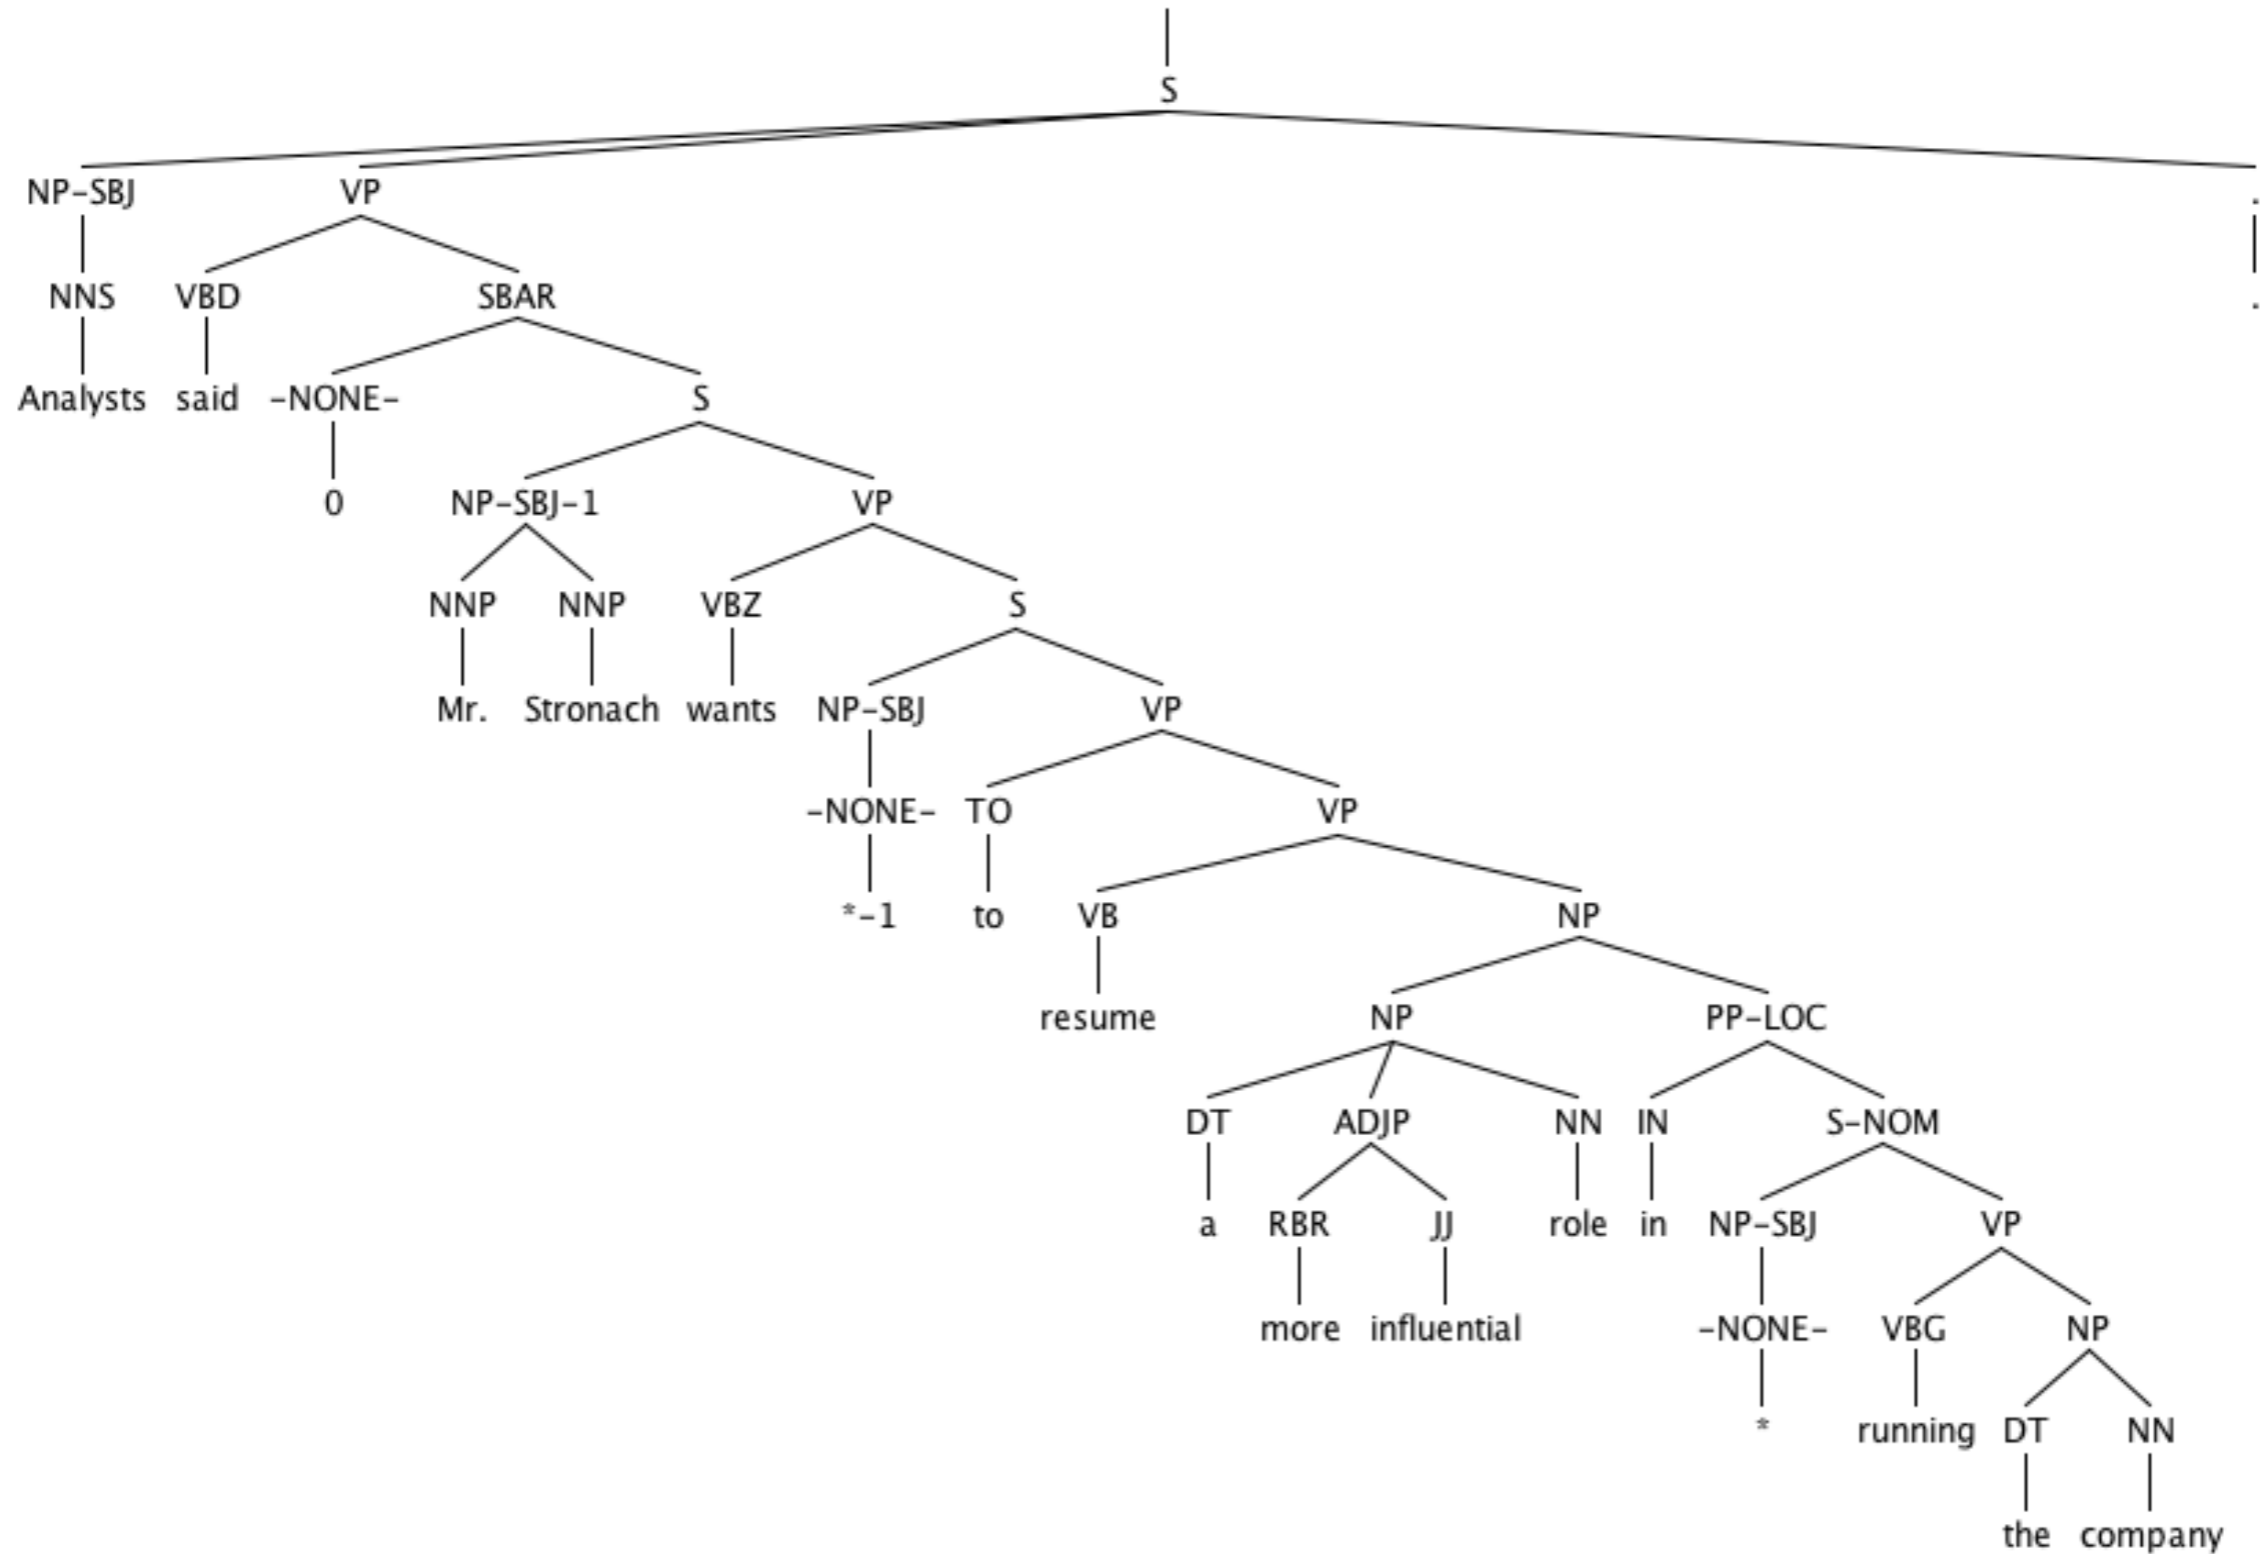 S
NP-SBJ VP .
NNS VBD SBAR .
Analysts said -NONE- S
0 NP-SBJ-1 VP
NNP NNP VBZ S
Mr. Stronach wants NP-SBJ VP
-NONE- TO VP
*-1 to VB NP
resume NP PP-LOC
DT ADJP NN IN S-NOM
a RBR JJ role in NP-SBJ VP
more influential -NONE- VBG NP
* running DT NN
the company